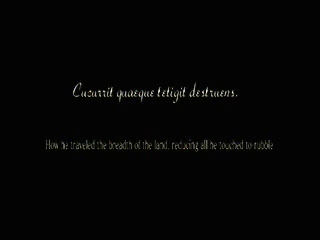 Cucurrit quaeque tetigit destruens.
How he traveled the breadth of the land, reducing all he touched to rubble